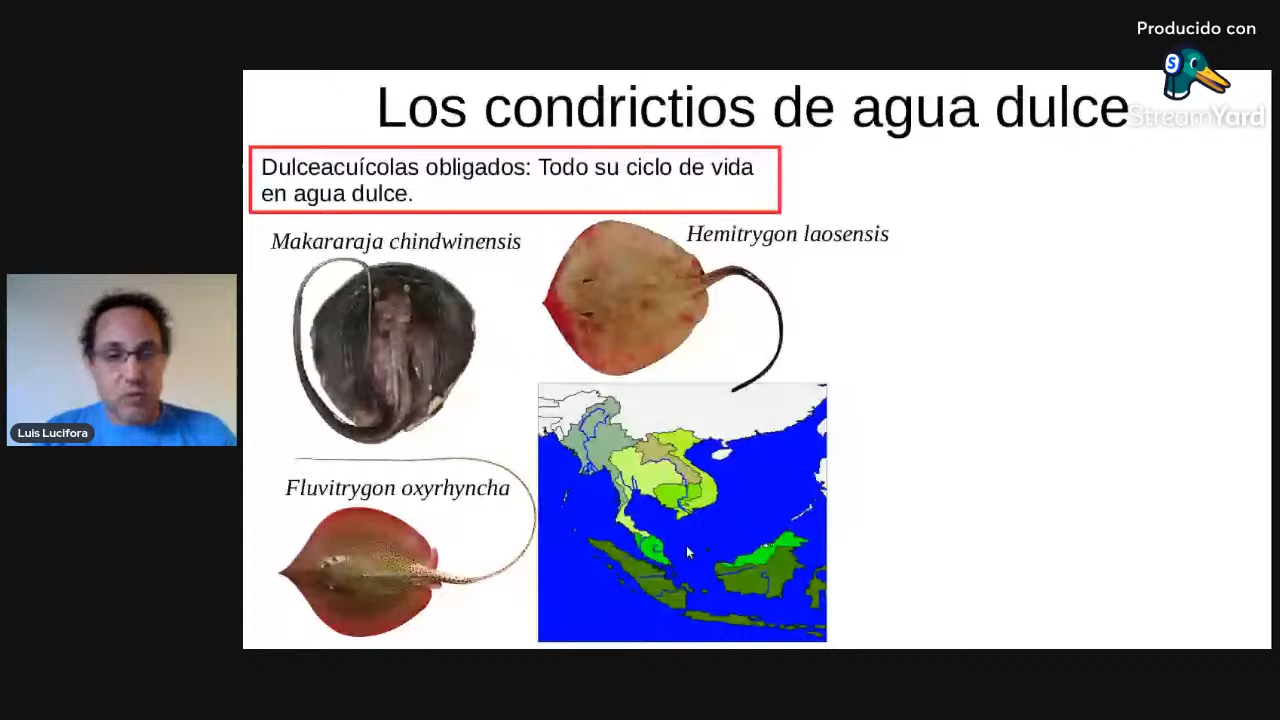 Producido con
S
StreamYard
Los condrictios de agua dulce
Dulceacuícolas obligados: Todo su ciclo de vida
en agua dulce.
Makararaja chindwinensis
Hemitrygon laosensis
Luis Lucifora
Fluvitrygon oxyrhyncha